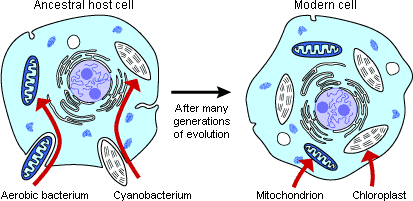 Ancestral host cell
Modern cell
After many
generations
of evolution
Aerobic bacterium
Cyanobacterium
Mitochondrion
Chloroplast